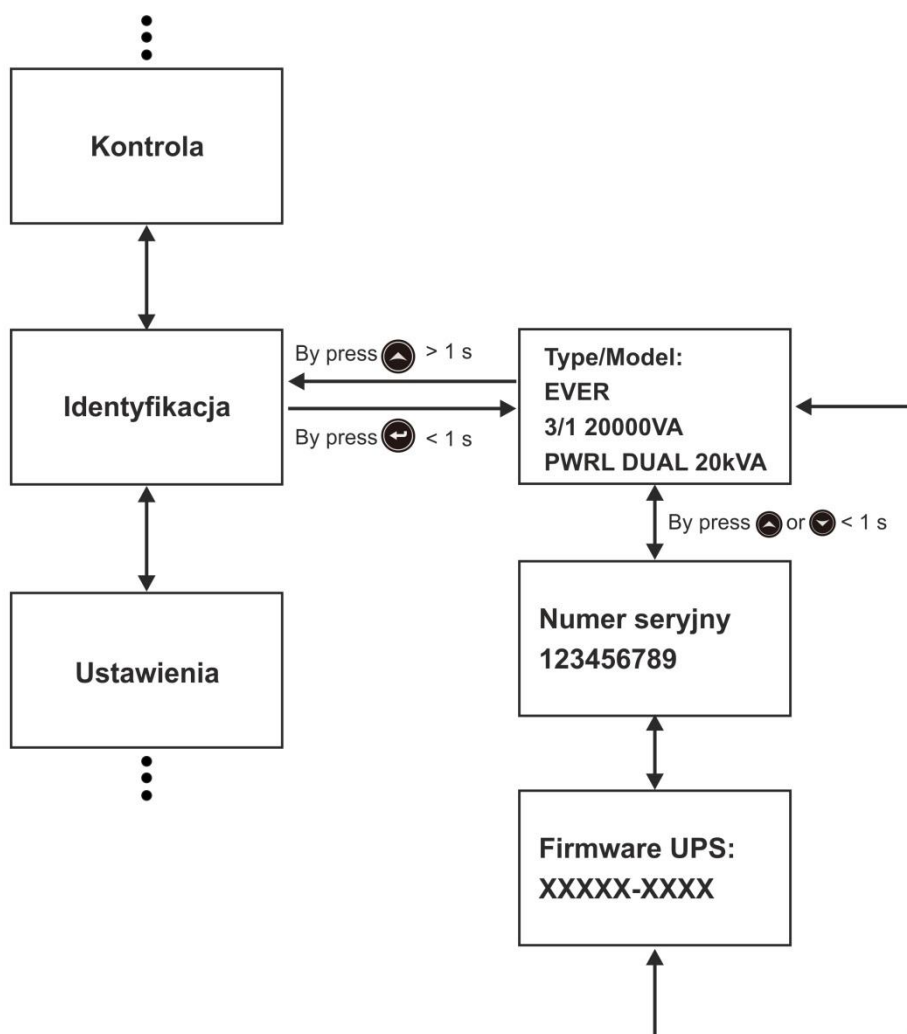 Kontrola
Identyfikacja
By press > 1 s
By press < 1 s
Type/Model:
EVER
3/1 20000VA
PWRL DUAL 20kVA
By press or < 1 s
Ustawienia
Numer seryjny
123456789
Firmware UPS:
XXXXX-XXXX